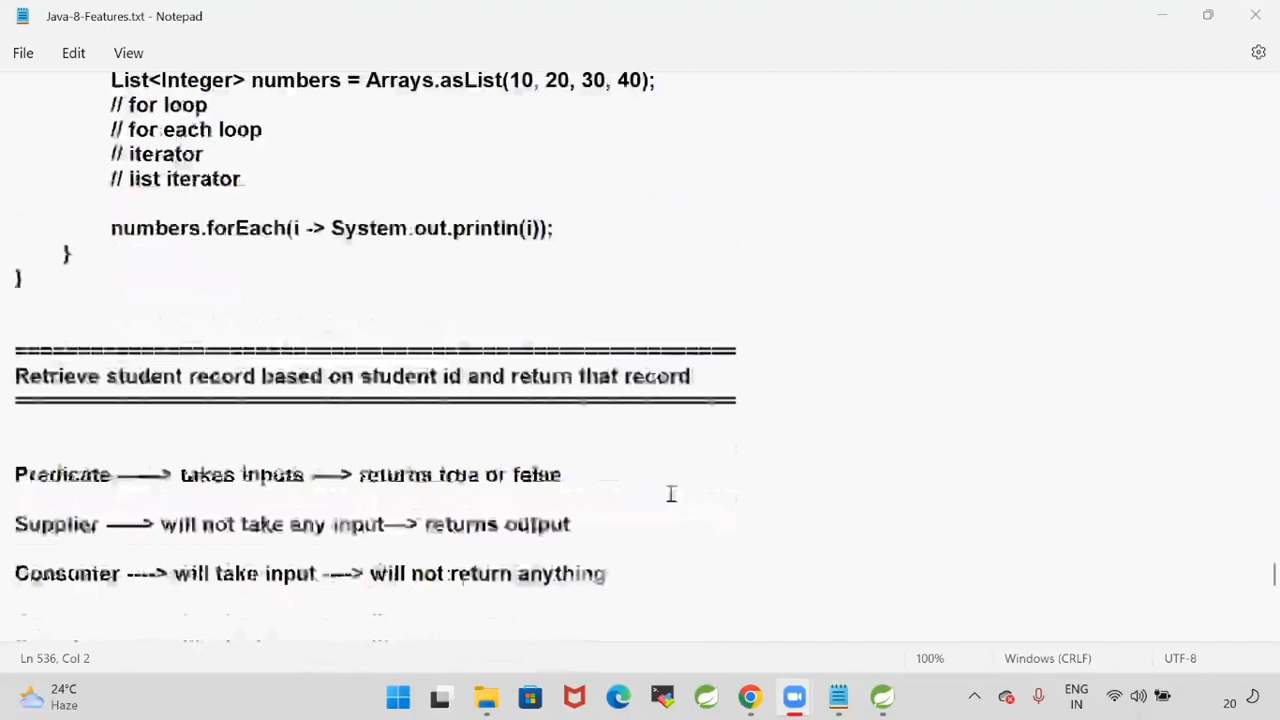 Java-8-Features.txt - Notepad
File Edit View
List<Integer> numbers = Arrays.asList(10, 20, 30, 40);
// for loop
// for each loop
// iterator
// list iterator
numbers.forEach(i -> System.out.println(i));
}
}
==========================================================
Retrieve student record based on student id and return that record
==========================================================
Predicate ----> takes inputs ---> returns true or false
Supplier ----> will not take any input---> returns output
Consumer ----> will take input ----> will not return anything
Ln 536, Col 2 100% Windows (CRLF) UTF-8
24°C
Haze
ENG
IN
20